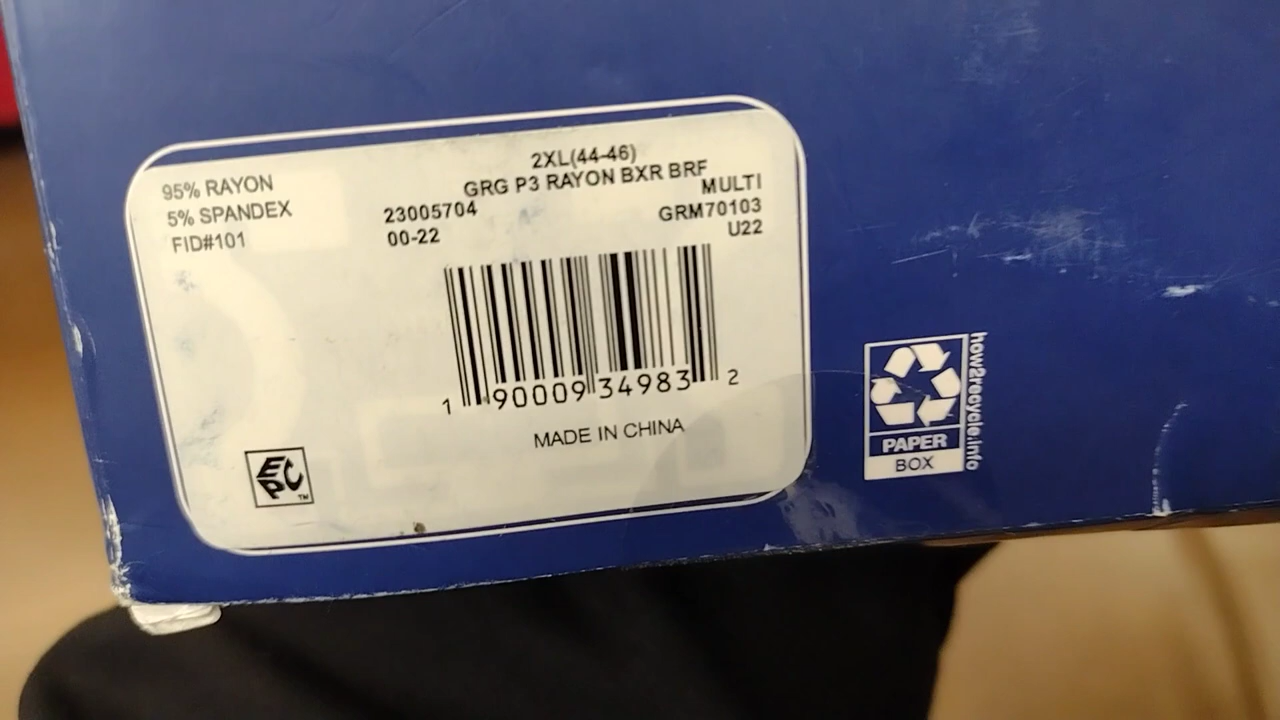 2XL(44-46)
GRG P3 RAYON BXR BRF
95% RAYON
MULTI
5% SPANDEX
23005704
GRM70103
FID#101
00-22
U22
1 90009 34983 2
MADE IN CHINA
EPC™
how2recycle.info
PAPER
BOX